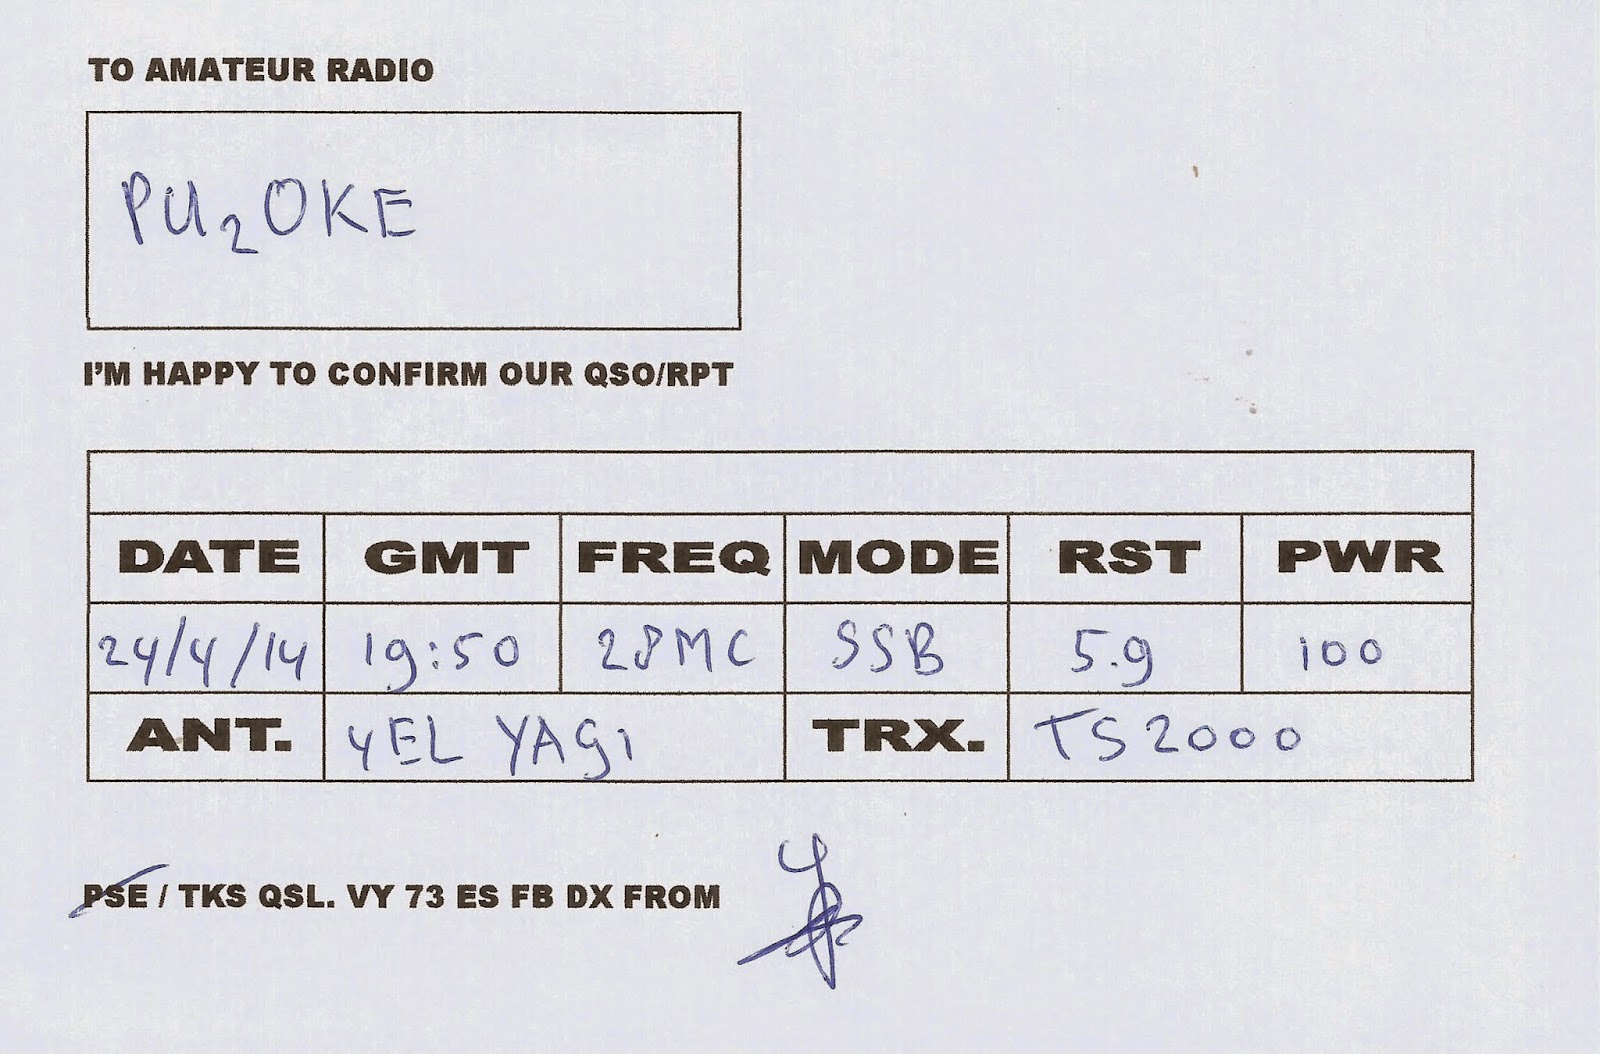 TO AMATEUR RADIO
PU2OKE
I'M HAPPY TO CONFIRM OUR QSO/RPT
DATE GMT FREQ MODE RST PWR
24/4/14 19:50 28MC SSB 5.9 100
ANT. 4EL YAGI TRX. TS2000
PSE / TKS QSL. VY 73 ES FB DX FROM